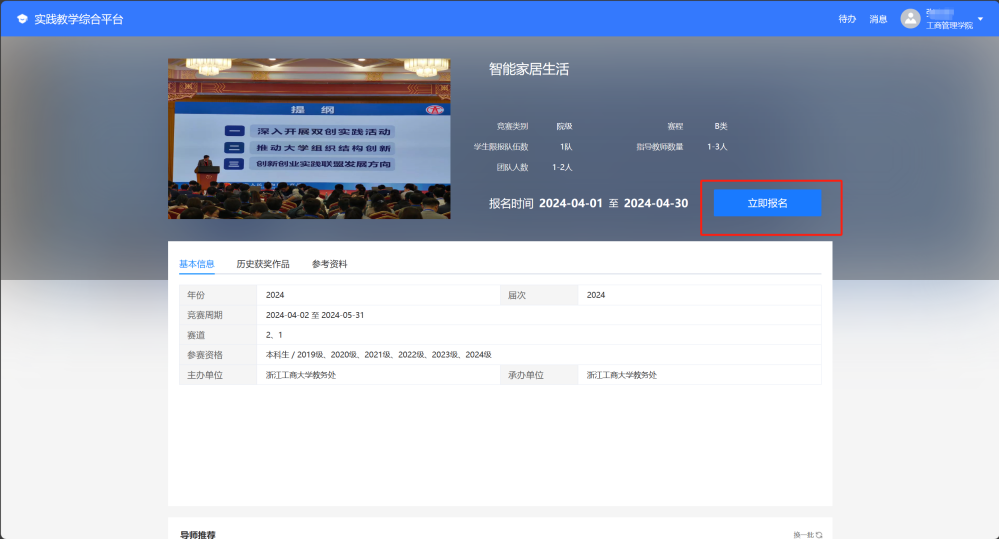 实践教学综合平台
待办 消息
工商管理学院
提 纲
一 深入开展双创实践活动
二 推动大学组织结构创新
三 创新创业实践联盟发展方向
智能家居生活
竞赛类别 院级 赛程 B类
学生限报队伍数 1队 指导教师数量 1-3人
团队人数 1-2人
报名时间 2024-04-01 至 2024-04-30
立即报名
基本信息 历史获奖作品 参考资料
年份 2024 届次 2024
竞赛周期 2024-04-02 至 2024-05-31
赛道 2、1
参赛资格 本科生 / 2019级、2020级、2021级、2022级、2023级、2024级
主办单位 浙江工商大学教务处 承办单位 浙江工商大学教务处
导师推荐 换一批